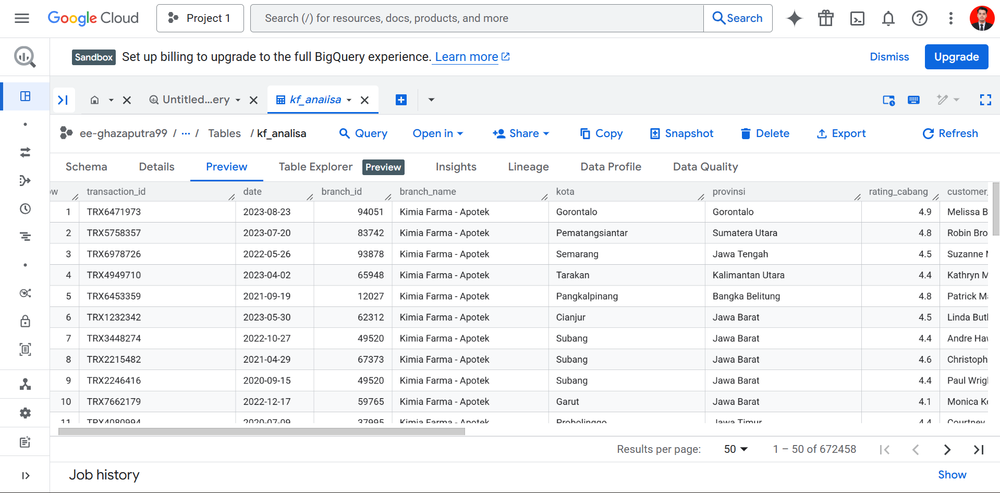 Google Cloud Project 1 Search (/) for resources, docs, products, and more Search
Sandbox Set up billing to upgrade to the full BigQuery experience. Learn more Dismiss Upgrade
Untitled...ery kf_analisa
ee-ghazaputra99 / ... / Tables / kf_analisa Query Open in Share Copy Snapshot Delete Export Refresh
Schema Details Preview Table Explorer Preview Insights Lineage Data Profile Data Quality
ow transaction_id date branch_id branch_name kota provinsi rating_cabang customer_
1 TRX6471973 2023-08-23 94051 Kimia Farma - Apotek Gorontalo Gorontalo 4.9 Melissa B
2 TRX5758357 2023-07-20 83742 Kimia Farma - Apotek Pematangsiantar Sumatera Utara 4.8 Robin Bro
3 TRX6978726 2022-05-26 93878 Kimia Farma - Apotek Semarang Jawa Tengah 4.5 Suzanne
4 TRX4949710 2023-04-02 65948 Kimia Farma - Apotek Tarakan Kalimantan Utara 4.4 Kathryn M
5 TRX6453359 2021-09-19 12027 Kimia Farma - Apotek Pangkalpinang Bangka Belitung 4.8 Patrick Ma
6 TRX1232342 2023-05-30 62312 Kimia Farma - Apotek Cianjur Jawa Barat 4.5 Linda Butl
7 TRX3448274 2022-10-27 49520 Kimia Farma - Apotek Subang Jawa Barat 4.4 Andre Haw
8 TRX2215482 2021-04-29 67373 Kimia Farma - Apotek Subang Jawa Barat 4.6 Christoph
9 TRX2246416 2020-09-15 49520 Kimia Farma - Apotek Subang Jawa Barat 4.4 Paul Wrig
10 TRX7662179 2022-12-17 59765 Kimia Farma - Apotek Garut Jawa Barat 4.1 Monica Ke
11 TRX4080994 2020-07-09 37995 Kimia Farma - Apotek Probolinggo Jawa Timur 4.4 Courtney
Results per page: 50 1 – 50 of 672458
Job history Show